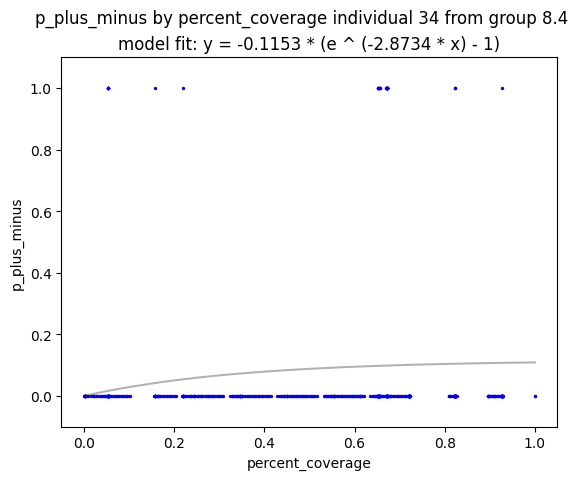 p_plus_minus by percent_coverage individual 34 from group 8.4
model fit: y = -0.1153 * (e ^ (-2.8734 * x) - 1)
1.0
0.8
0.6
0.4
0.2
0.0
p_plus_minus
0.0 0.2 0.4 0.6 0.8 1.0
percent_coverage